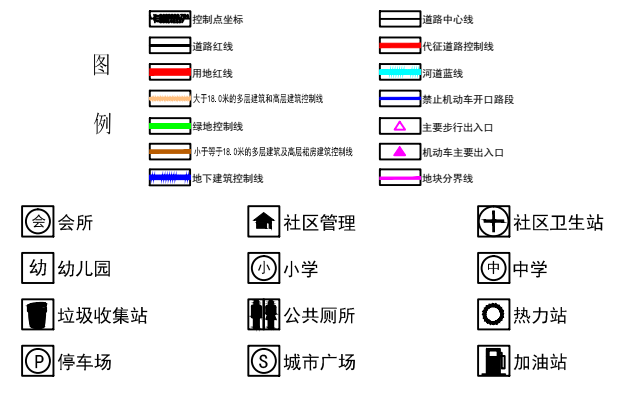 图例
控制点坐标 道路中心线
道路红线 代征道路控制线
用地红线 河道蓝线
大于18.0米的多层建筑和高层建筑控制线 禁止机动车开口路段
绿地控制线 主要步行出入口
小于等于18.0米的多层建筑及高层裙房建筑控制线 机动车主要出入口
地下建筑控制线 地块分界线
会 会所 社区管理 社区卫生站
幼 幼儿园 小 小学 中 中学
垃圾收集站 公共厕所 热力站
P 停车场 S 城市广场 加油站